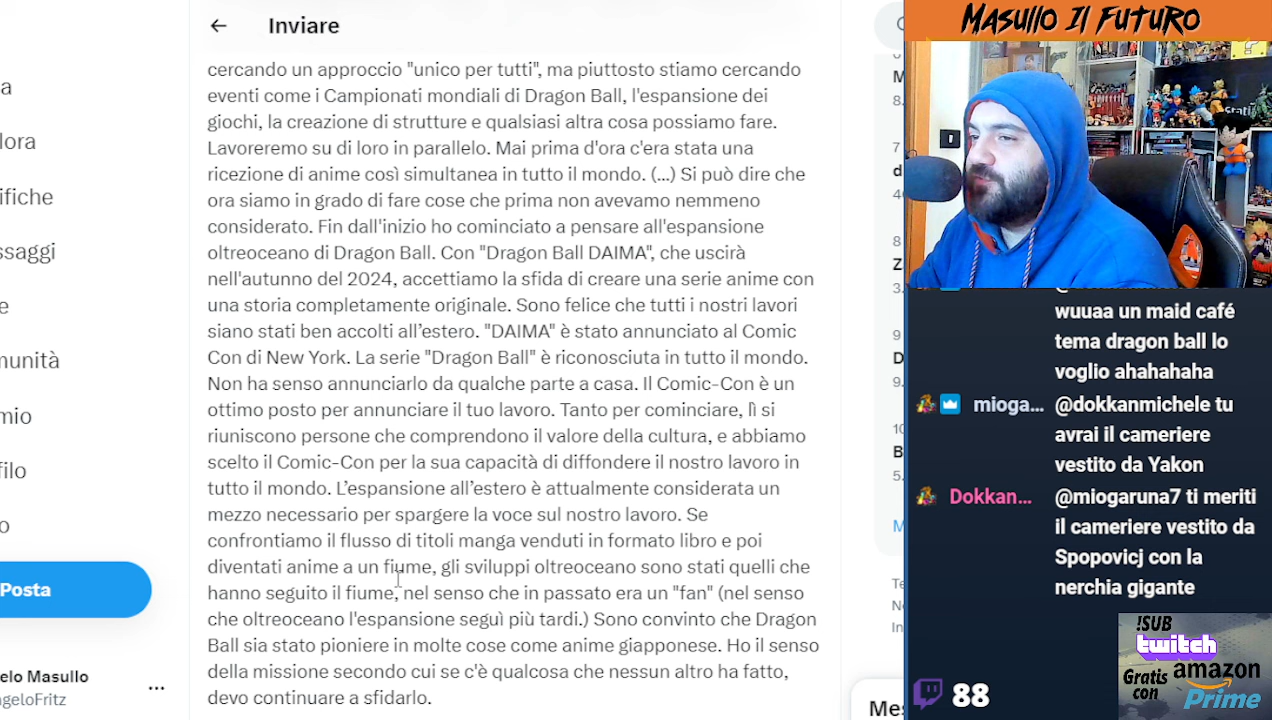 Inviare
cercando un approccio "unico per tutti", ma piuttosto stiamo cercando
eventi come i Campionati mondiali di Dragon Ball, l'espansione dei
giochi, la creazione di strutture e qualsiasi altra cosa possiamo fare.
Lavoreremo su di loro in parallelo. Mai prima d'ora c'era stata una
ricezione di anime così simultanea in tutto il mondo. (...) Si può dire che
ora siamo in grado di fare cose che prima non avevamo nemmeno
considerato. Fin dall'inizio ho cominciato a pensare all'espansione
oltreoceano di Dragon Ball. Con "Dragon Ball DAIMA", che uscirà
nell'autunno del 2024, accettiamo la sfida di creare una serie anime con
una storia completamente originale. Sono felice che tutti i nostri lavori
siano stati ben accolti all’estero. "DAIMA" è stato annunciato al Comic
Con di New York. La serie "Dragon Ball" è riconosciuta in tutto il mondo.
Non ha senso annunciarlo da qualche parte a casa. Il Comic-Con è un
ottimo posto per annunciare il tuo lavoro. Tanto per cominciare, lì si
riuniscono persone che comprendono il valore della cultura, e abbiamo
scelto il Comic-Con per la sua capacità di diffondere il nostro lavoro in
tutto il mondo. L’espansione all’estero è attualmente considerata un
mezzo necessario per spargere la voce sul nostro lavoro. Se
confrontiamo il flusso di titoli manga venduti in formato libro e poi
diventati anime a un fiume, gli sviluppi oltreoceano sono stati quelli che
hanno seguito il fiume, nel senso che in passato era un "fan" (nel senso
che oltreoceano l'espansione seguì più tardi.) Sono convinto che Dragon
Ball sia stato pioniere in molte cose come anime giapponese. Ho il senso
della missione secondo cui se c'è qualcosa che nessun altro ha fatto,
devo continuare a sfidarlo.
a
lora
ifiche
ssaggi
e
munità
mio
filo
o
Posta
elo Masullo
ngeloFritz
...
Mes
MASULLO IL FUTURO
wuuaa un maid café
tema dragon ball lo
voglio ahahahaha
mioga... @dokkanmichele tu
avrai il cameriere
vestito da Yakon
Dokkan... @miogaruna7 ti meriti
il cameriere vestito da
Spopovicj con la
nerchia gigante
!SUB
twitch
Gratis con amazon Prime
88